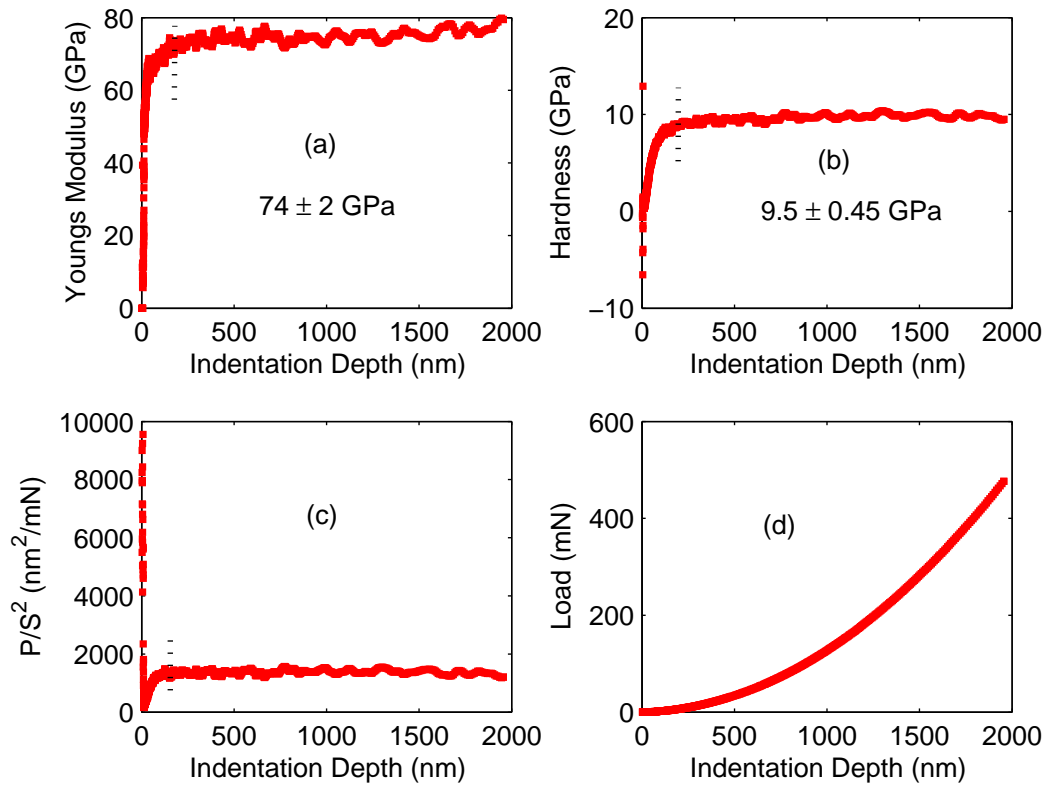 80
60
40
20
0
0 500 1000 1500 2000
Indentation Depth (nm)
Youngs Modulus (GPa)
(a)
74 ± 2 GPa
20
10
0
−10
0 500 1000 1500 2000
Indentation Depth (nm)
Hardness (GPa)
(b)
9.5 ± 0.45 GPa
10000
8000
6000
4000
2000
0
0 500 1000 1500 2000
Indentation Depth (nm)
P/S² (nm²/mN)
(c)
600
400
200
0
0 500 1000 1500 2000
Indentation Depth (nm)
Load (mN)
(d)